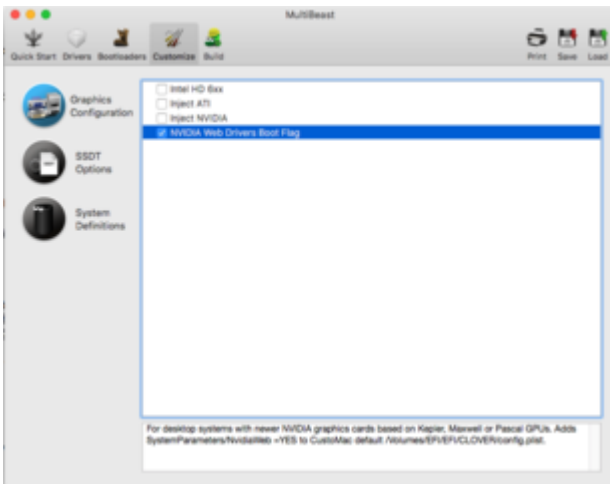 MultiBeast
Quick Start Drivers Bootloaders Customize Build Print Save Load
Graphics
Configuration
SSDT
Options
System
Definitions
Intel HD 6xx
Inject ATI
Inject NVIDIA
NVIDIA Web Drivers Boot Flag
For desktop systems with newer NVIDIA graphics cards based on Kepler, Maxwell or Pascal GPUs. Adds
SystemParameters/NvidiaWeb =YES to CustoMac default /Volumes/EFI/EFI/CLOVER/config.plist.